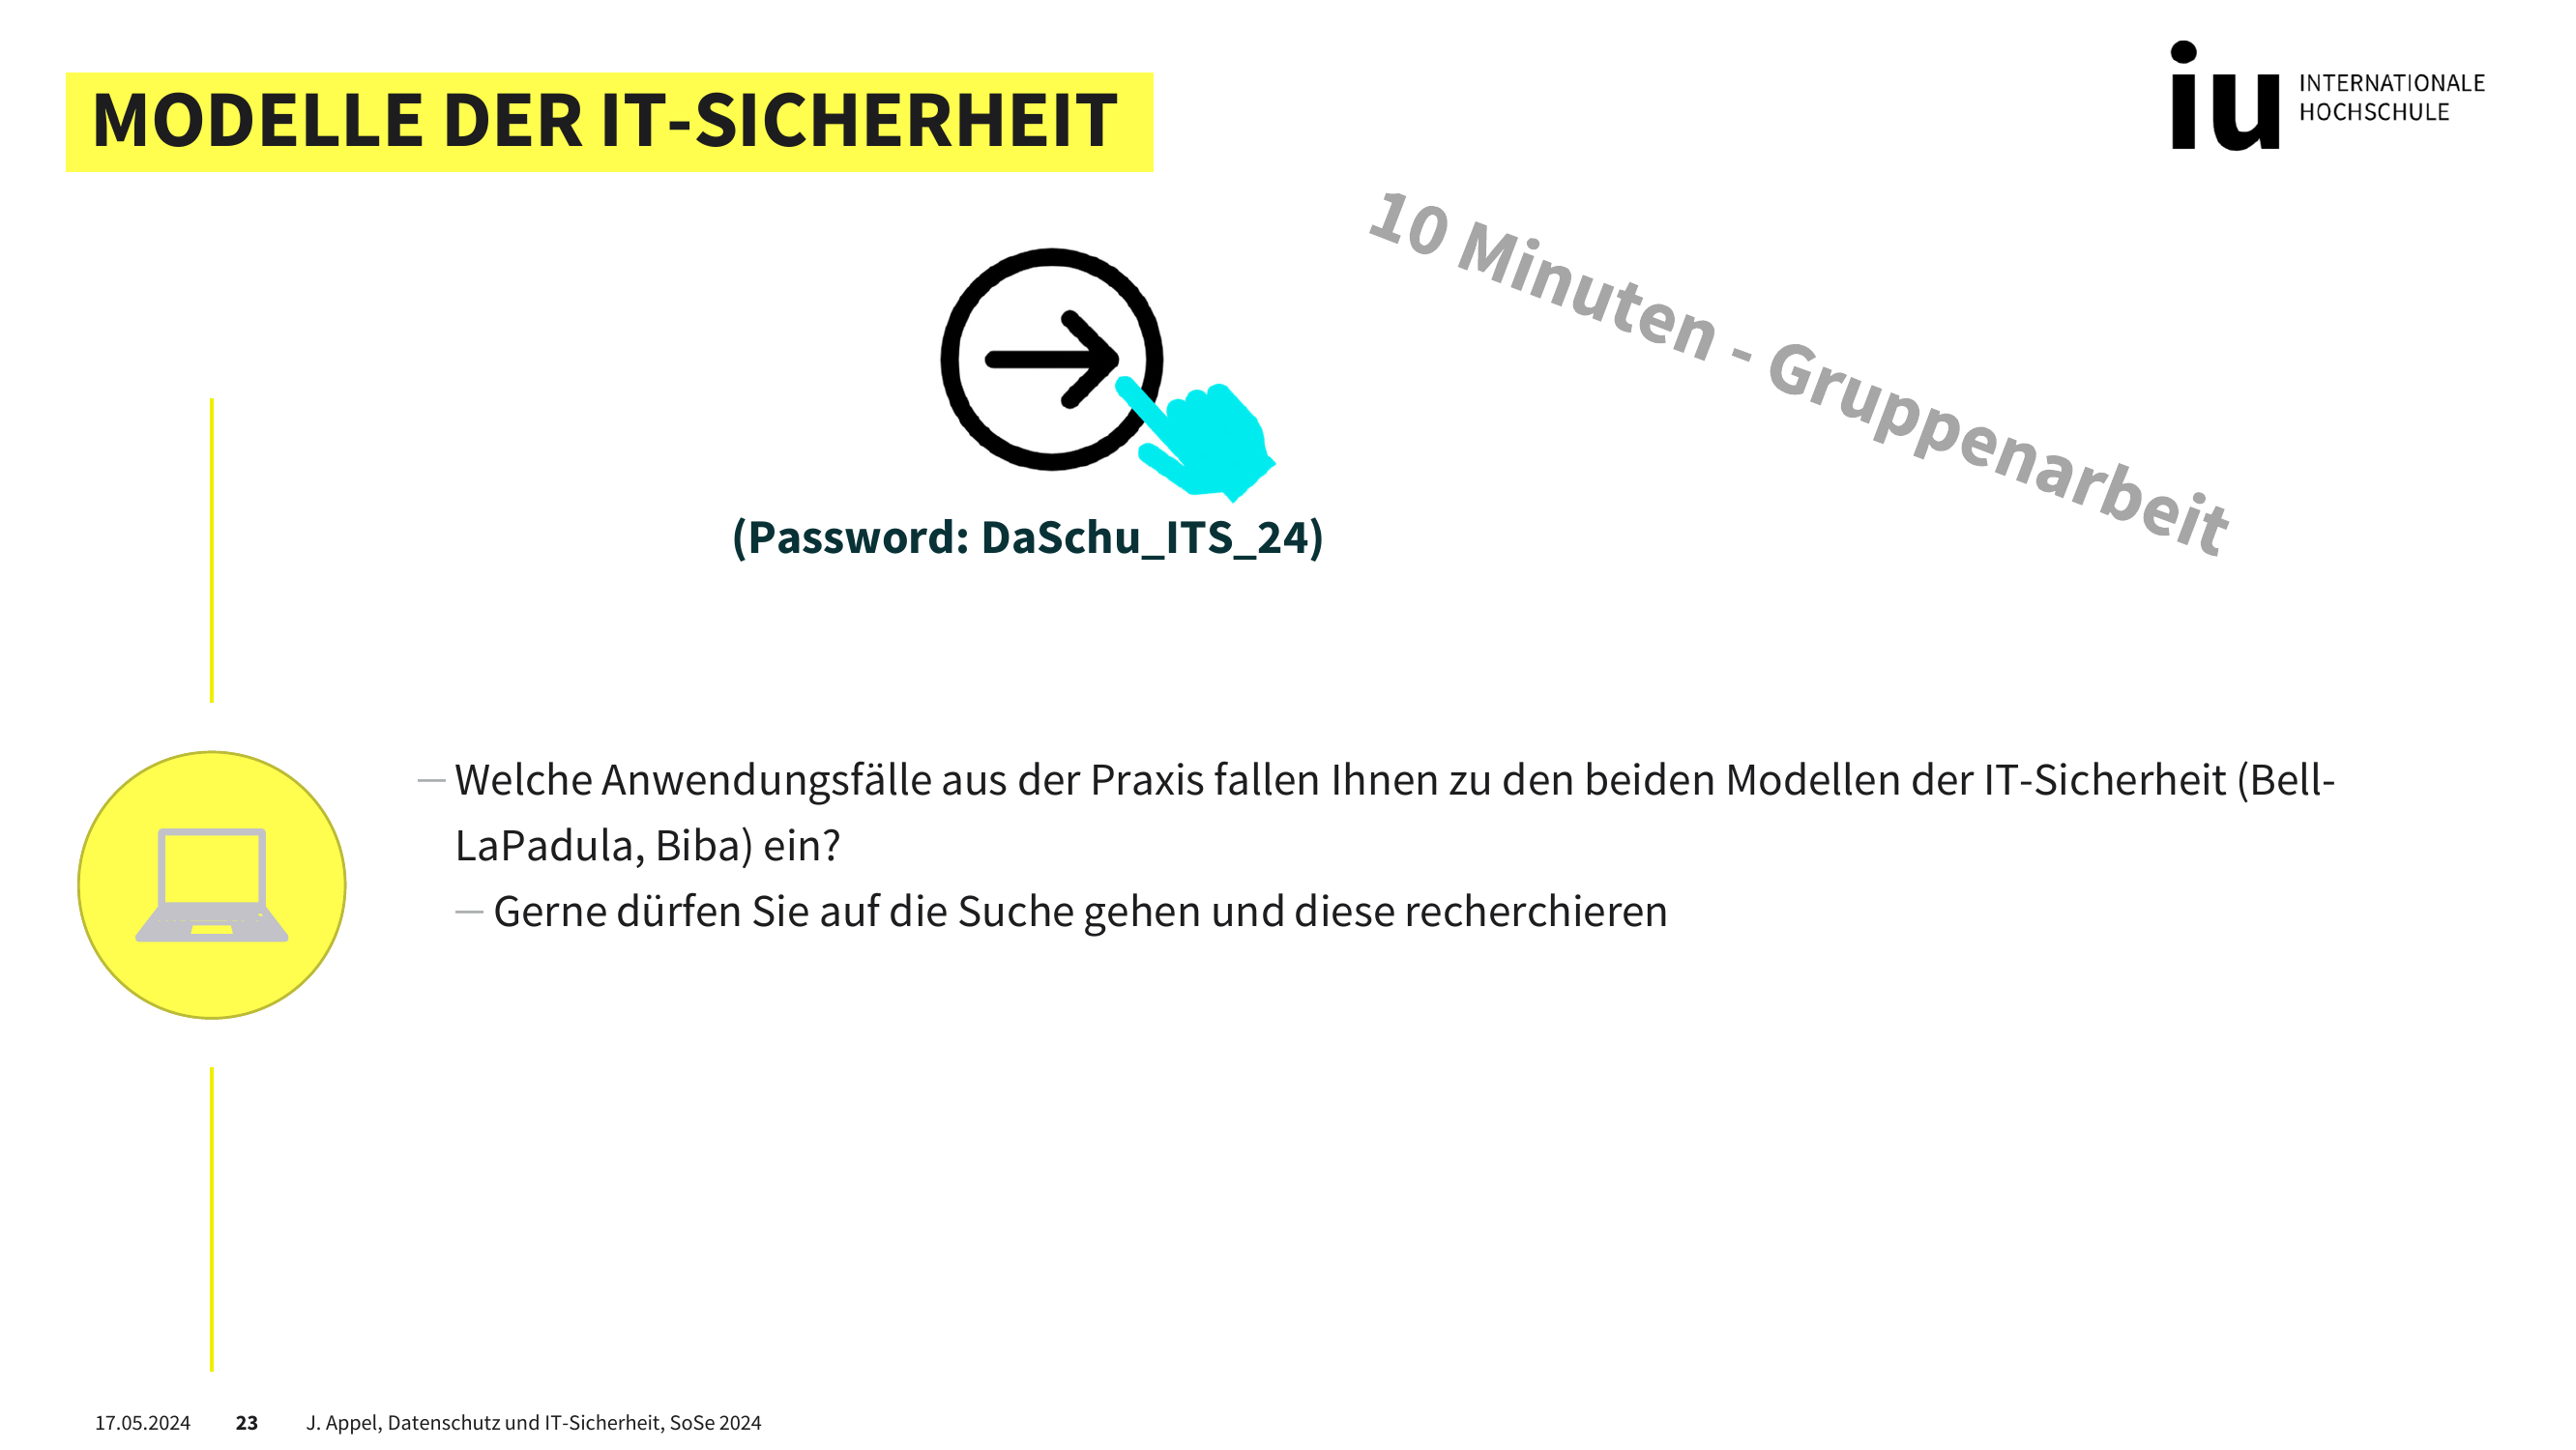 MODELLE DER IT-SICHERHEIT
iu INTERNATIONALE
HOCHSCHULE
10 Minuten - Gruppenarbeit
(Password: DaSchu_ITS_24)
— Welche Anwendungsfälle aus der Praxis fallen Ihnen zu den beiden Modellen der IT-Sicherheit (Bell-
LaPadula, Biba) ein?
— Gerne dürfen Sie auf die Suche gehen und diese recherchieren
17.05.2024 23 J. Appel, Datenschutz und IT-Sicherheit, SoSe 2024